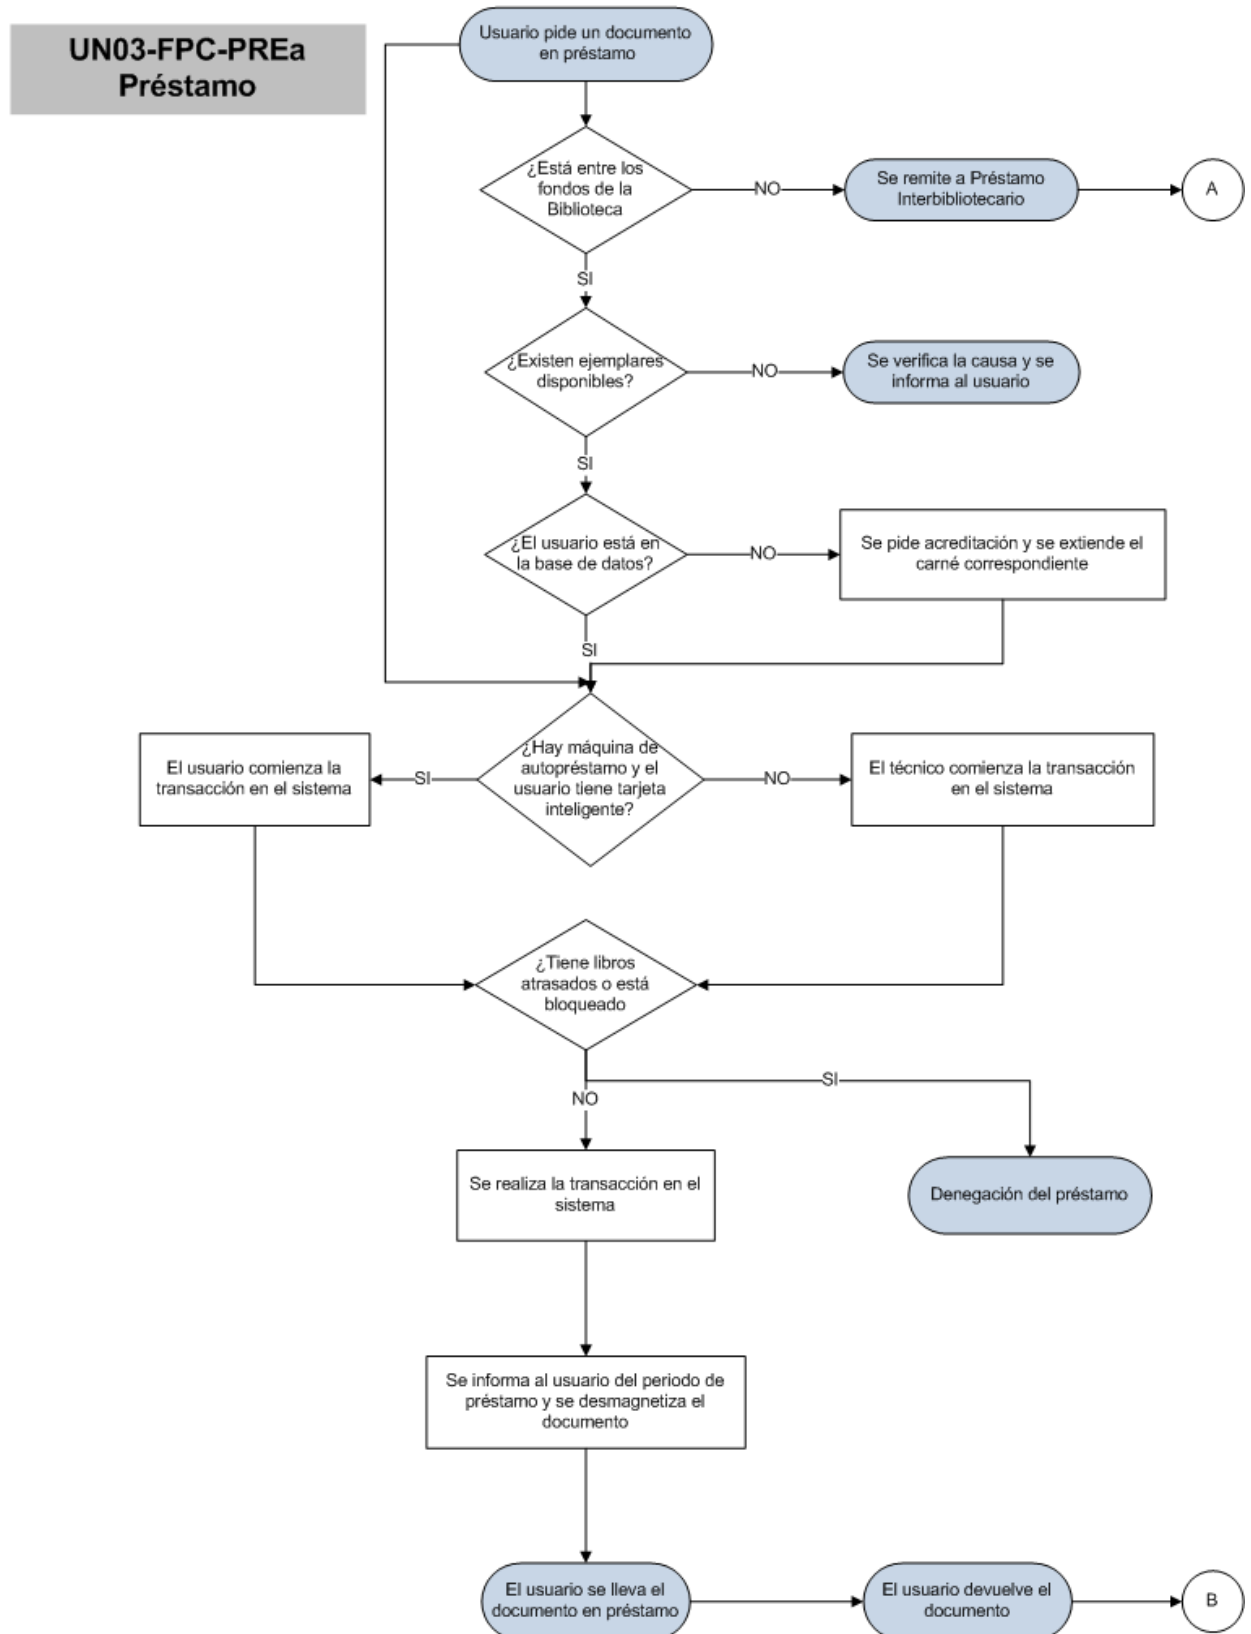 UN03-FPC-PREa
Préstamo
Usuario pide un documento
en préstamo
¿Está entre los
fondos de la
Biblioteca
NO
Se remite a Préstamo
Interbibliotecario
A
SI
¿Existen ejemplares
disponibles?
NO
Se verifica la causa y se
informa al usuario
SI
¿El usuario está en
la base de datos?
NO
Se pide acreditación y se extiende el
carné correspondiente
SI
¿Hay máquina de
autopréstamo y el
usuario tiene tarjeta
inteligente?
SI
El usuario comienza la
transacción en el sistema
NO
El técnico comienza la transacción
en el sistema
¿Tiene libros
atrasados o está
bloqueado
SI
NO
Se realiza la transacción en el
sistema
Denegación del préstamo
Se informa al usuario del periodo de
préstamo y se desmagnetiza el
documento
El usuario se lleva el
documento en préstamo
El usuario devuelve el
documento
B